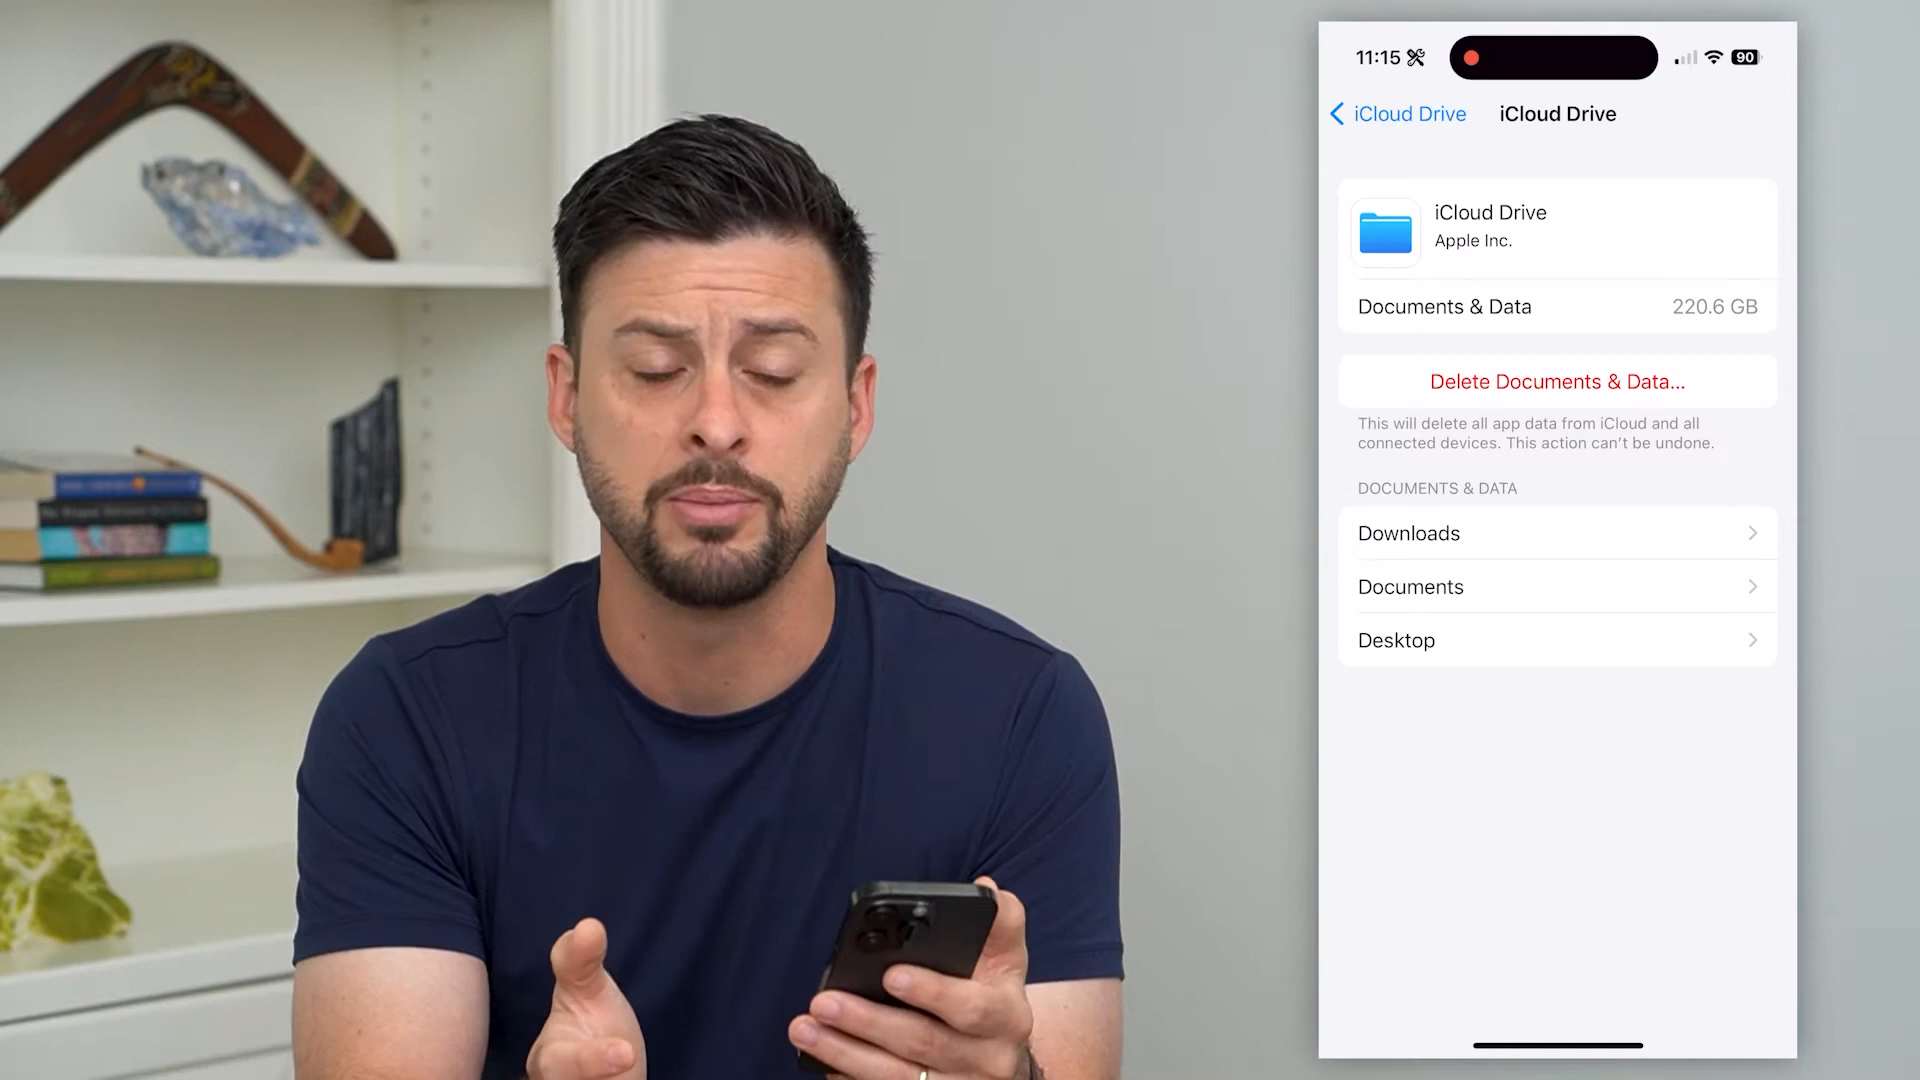 11:15
90
iCloud Drive
iCloud Drive
iCloud Drive
Apple Inc.
Documents & Data
220.6 GB
Delete Documents & Data...
This will delete all app data from iCloud and all
connected devices. This action can't be undone.
DOCUMENTS & DATA
Downloads
Documents
Desktop